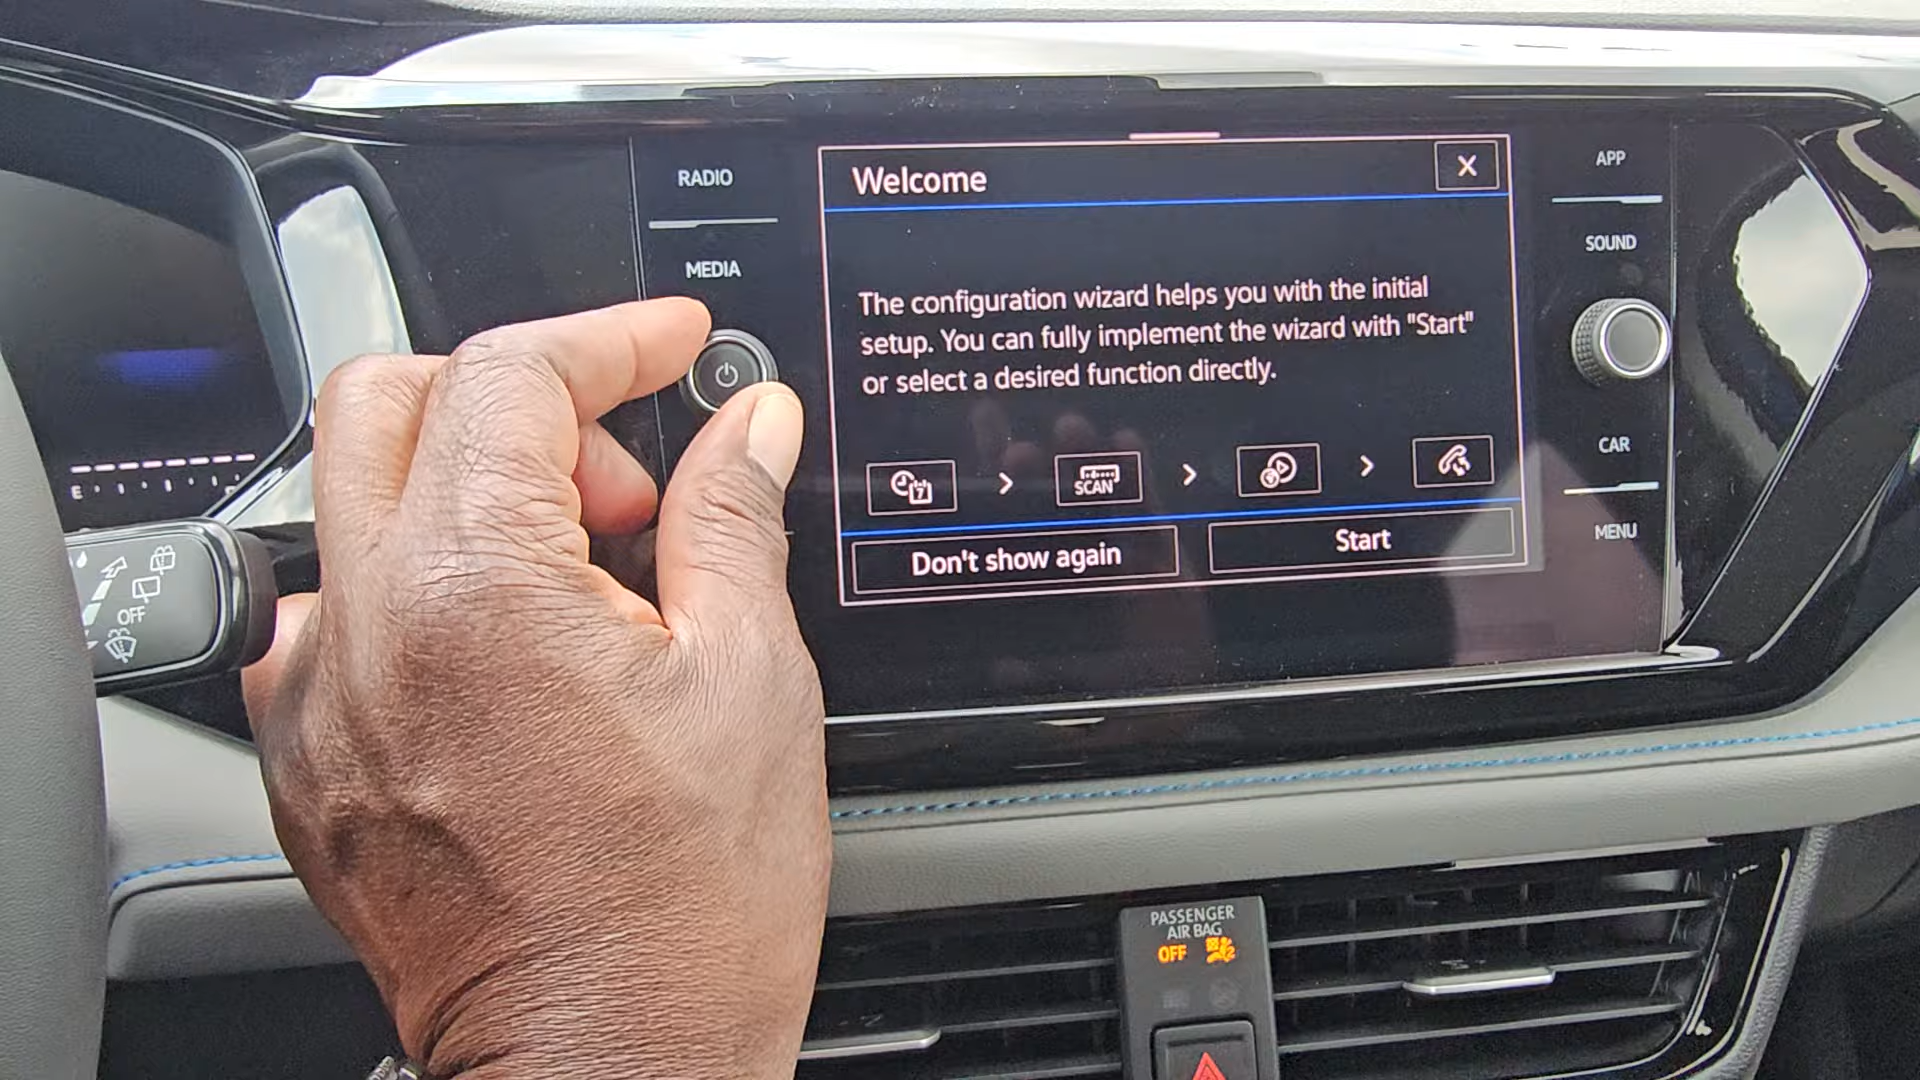 RADIO
MEDIA
Welcome
X
The configuration wizard helps you with the initial
setup. You can fully implement the wizard with "Start"
or select a desired function directly.
7
SCAN
Don't show again
Start
APP
SOUND
CAR
MENU
E
OFF
PASSENGER
AIR BAG
OFF